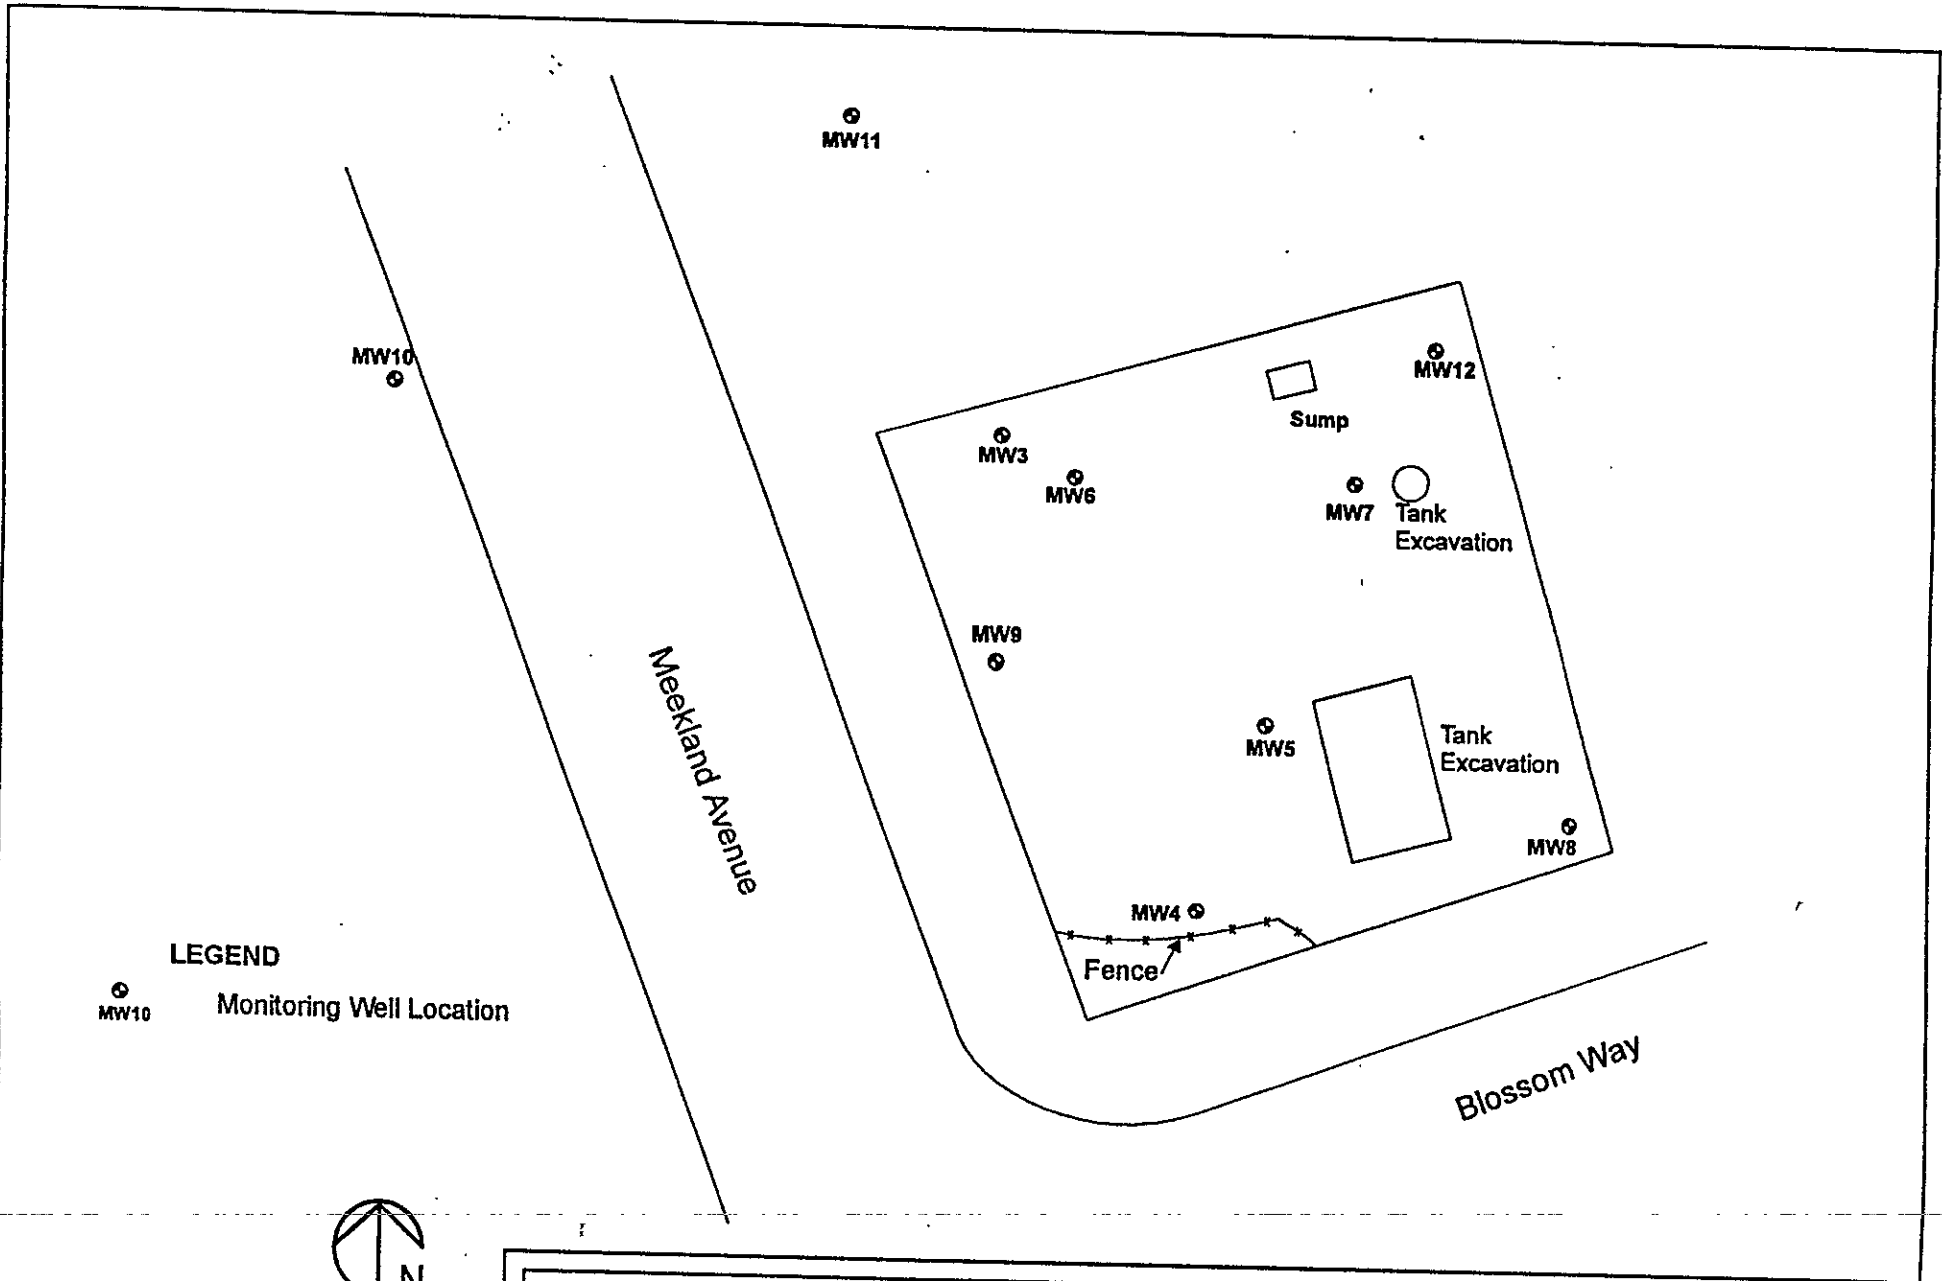 MW11
MW10
MW12
Sump
MW3
MW6
MW7
Tank
Excavation
MW9
Meekland Avenue
MW5
Tank
Excavation
MW8
MW4
Fence
LEGEND
MW10
Monitoring Well Location
Blossom Way
N